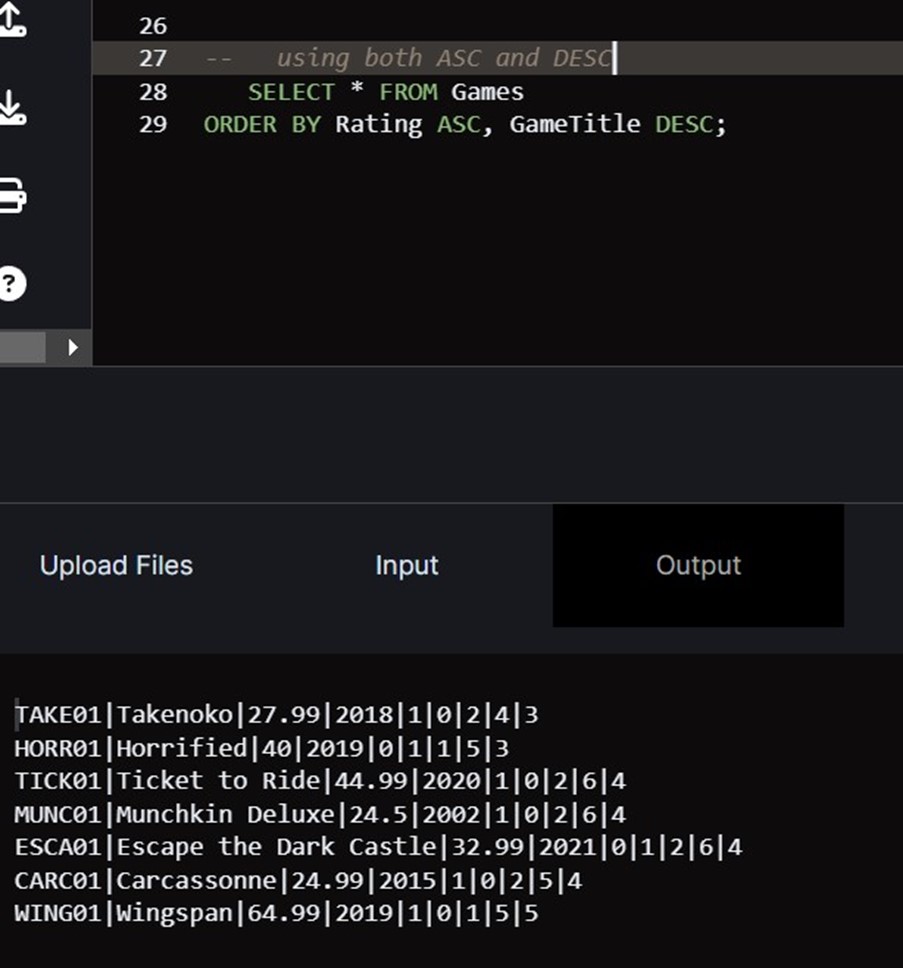 26
27 -- using both ASC and DESC
28 SELECT * FROM Games
29 ORDER BY Rating ASC, GameTitle DESC;
?
Upload Files Input Output
TAKE01|Takenoko|27.99|2018|1|0|2|4|3
HORR01|Horrified|40|2019|0|1|1|5|3
TICK01|Ticket to Ride|44.99|2020|1|0|2|6|4
MUNC01|Munchkin Deluxe|24.5|2002|1|0|2|6|4
ESCA01|Escape the Dark Castle|32.99|2021|0|1|2|6|4
CARC01|Carcassonne|24.99|2015|1|0|2|5|4
WING01|Wingspan|64.99|2019|1|0|1|5|5